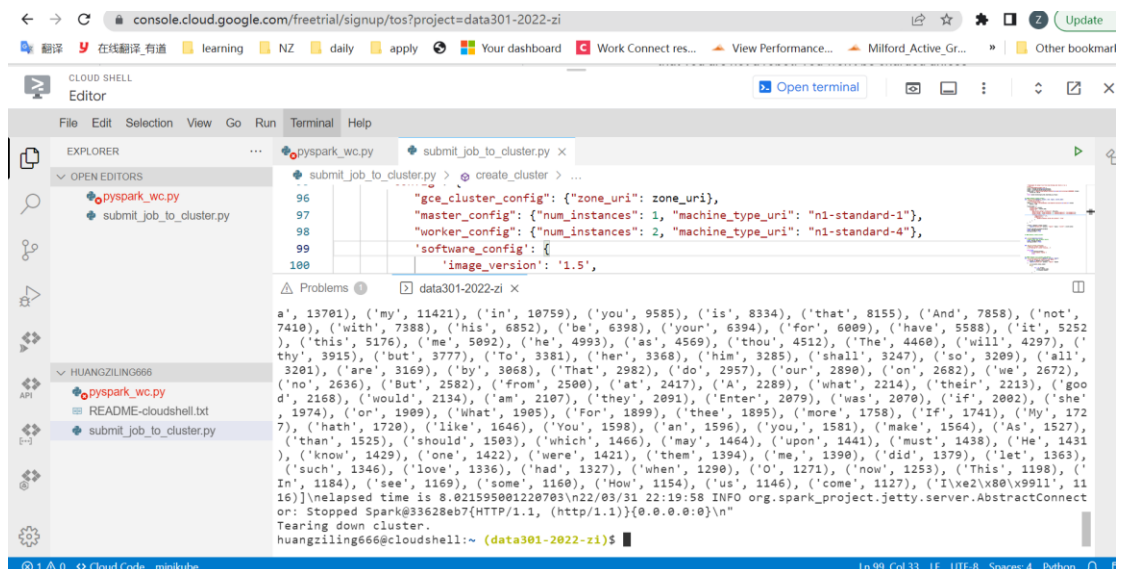 console.cloud.google.com/freetrial/signup/tos?project=data301-2022-zi
Z
Update
翻译
在线翻译_有道
learning
NZ
daily
apply
Your dashboard
Work Connect res...
View Performance...
Milford_Active_Gr...
»
Other bookmark
CLOUD SHELL
Editor
Open terminal
File Edit Selection View Go Run Terminal Help
EXPLORER
...
pyspark_wc.py
submit_job_to_cluster.py
OPEN EDITORS
pyspark_wc.py
submit_job_to_cluster.py
submit_job_to_cluster.py > create_cluster > ...
96 "gce_cluster_config": {"zone_uri": zone_uri},
97 "master_config": {"num_instances": 1, "machine_type_uri": "n1-standard-1"},
98 "worker_config": {"num_instances": 2, "machine_type_uri": "n1-standard-4"},
99 'software_config': {
100 'image_version': '1.5',
Problems 1
data301-2022-zi
HUANGZILING666
pyspark_wc.py
README-cloudshell.txt
submit_job_to_cluster.py
API
a', 13701), ('my', 11421), ('in', 10759), ('you', 9585), ('is', 8334), ('that', 8155), ('And', 7858), ('not',
7410), ('with', 7388), ('his', 6852), ('be', 6398), ('your', 6394), ('for', 6009), ('have', 5588), ('it', 5252
), ('this', 5176), ('me', 5092), ('he', 4993), ('as', 4569), ('thou', 4512), ('The', 4460), ('will', 4297), ('
thy', 3915), ('but', 3777), ('To', 3381), ('her', 3368), ('him', 3285), ('shall', 3247), ('so', 3209), ('all',
3201), ('are', 3169), ('by', 3068), ('That', 2982), ('do', 2957), ('our', 2890), ('on', 2682), ('we', 2672),
('no', 2636), ('But', 2582), ('from', 2500), ('at', 2417), ('A', 2289), ('what', 2214), ('their', 2213), ('goo
d', 2168), ('would', 2134), ('am', 2107), ('they', 2091), ('Enter', 2079), ('was', 2070), ('if', 2002), ('she'
, 1974), ('or', 1909), ('What', 1905), ('For', 1899), ('thee', 1895), ('more', 1758), ('If', 1741), ('My', 172
7), ('hath', 1720), ('like', 1646), ('You', 1598), ('an', 1596), ('you,', 1581), ('make', 1564), ('As', 1527),
('than', 1525), ('should', 1503), ('which', 1466), ('may', 1464), ('upon', 1441), ('must', 1438), ('He', 1431
), ('know', 1429), ('one', 1422), ('were', 1421), ('them', 1394), ('me,', 1390), ('did', 1379), ('let', 1363),
('such', 1346), ('love', 1336), ('had', 1327), ('when', 1290), ('O', 1271), ('now', 1253), ('This', 1198), ('
In', 1184), ('see', 1169), ('some', 1160), ('How', 1154), ('us', 1146), ('come', 1127), ('I\xe2\x80\x99ll', 11
16)]\nelapsed time is 8.021595001220703\n22/03/31 22:19:58 INFO org.spark_project.jetty.server.AbstractConnect
or: Stopped Spark@33628eb7{HTTP/1.1, (http/1.1)}{0.0.0.0:0}\n"
Tearing down cluster.
huangziling666@cloudshell:~ (data301-2022-zi)$
1 0 Cloud Code minikube
Ln 99, Col 33 LF UTF-8 Spaces: 4 Python